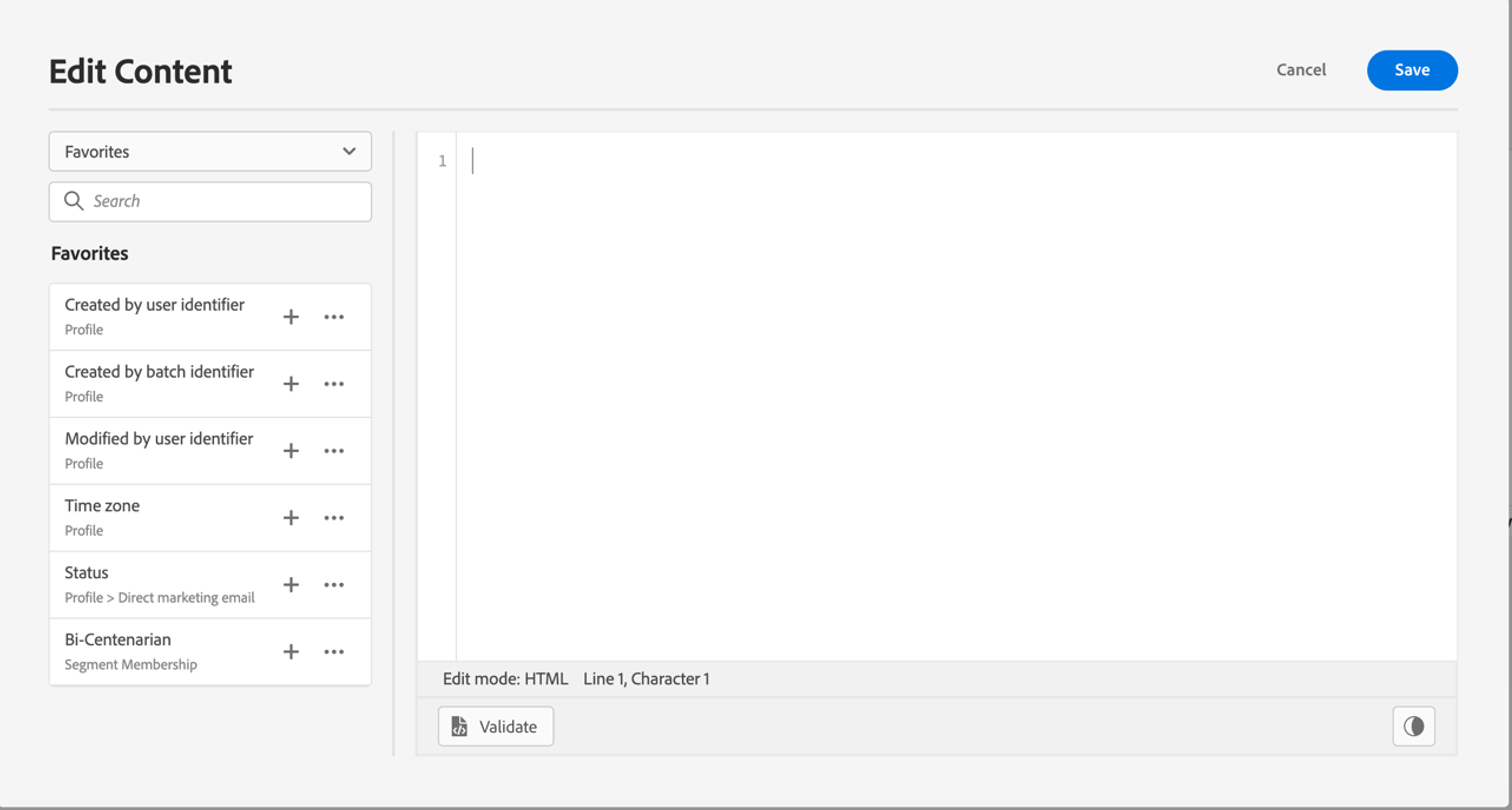 Edit Content
Cancel
Save
Favorites
Search
Favorites
Created by user identifier
Profile
Created by batch identifier
Profile
Modified by user identifier
Profile
Time zone
Profile
Status
Profile > Direct marketing email
Bi-Centenarian
Segment Membership
1
Edit mode: HTML Line 1, Character 1
Validate